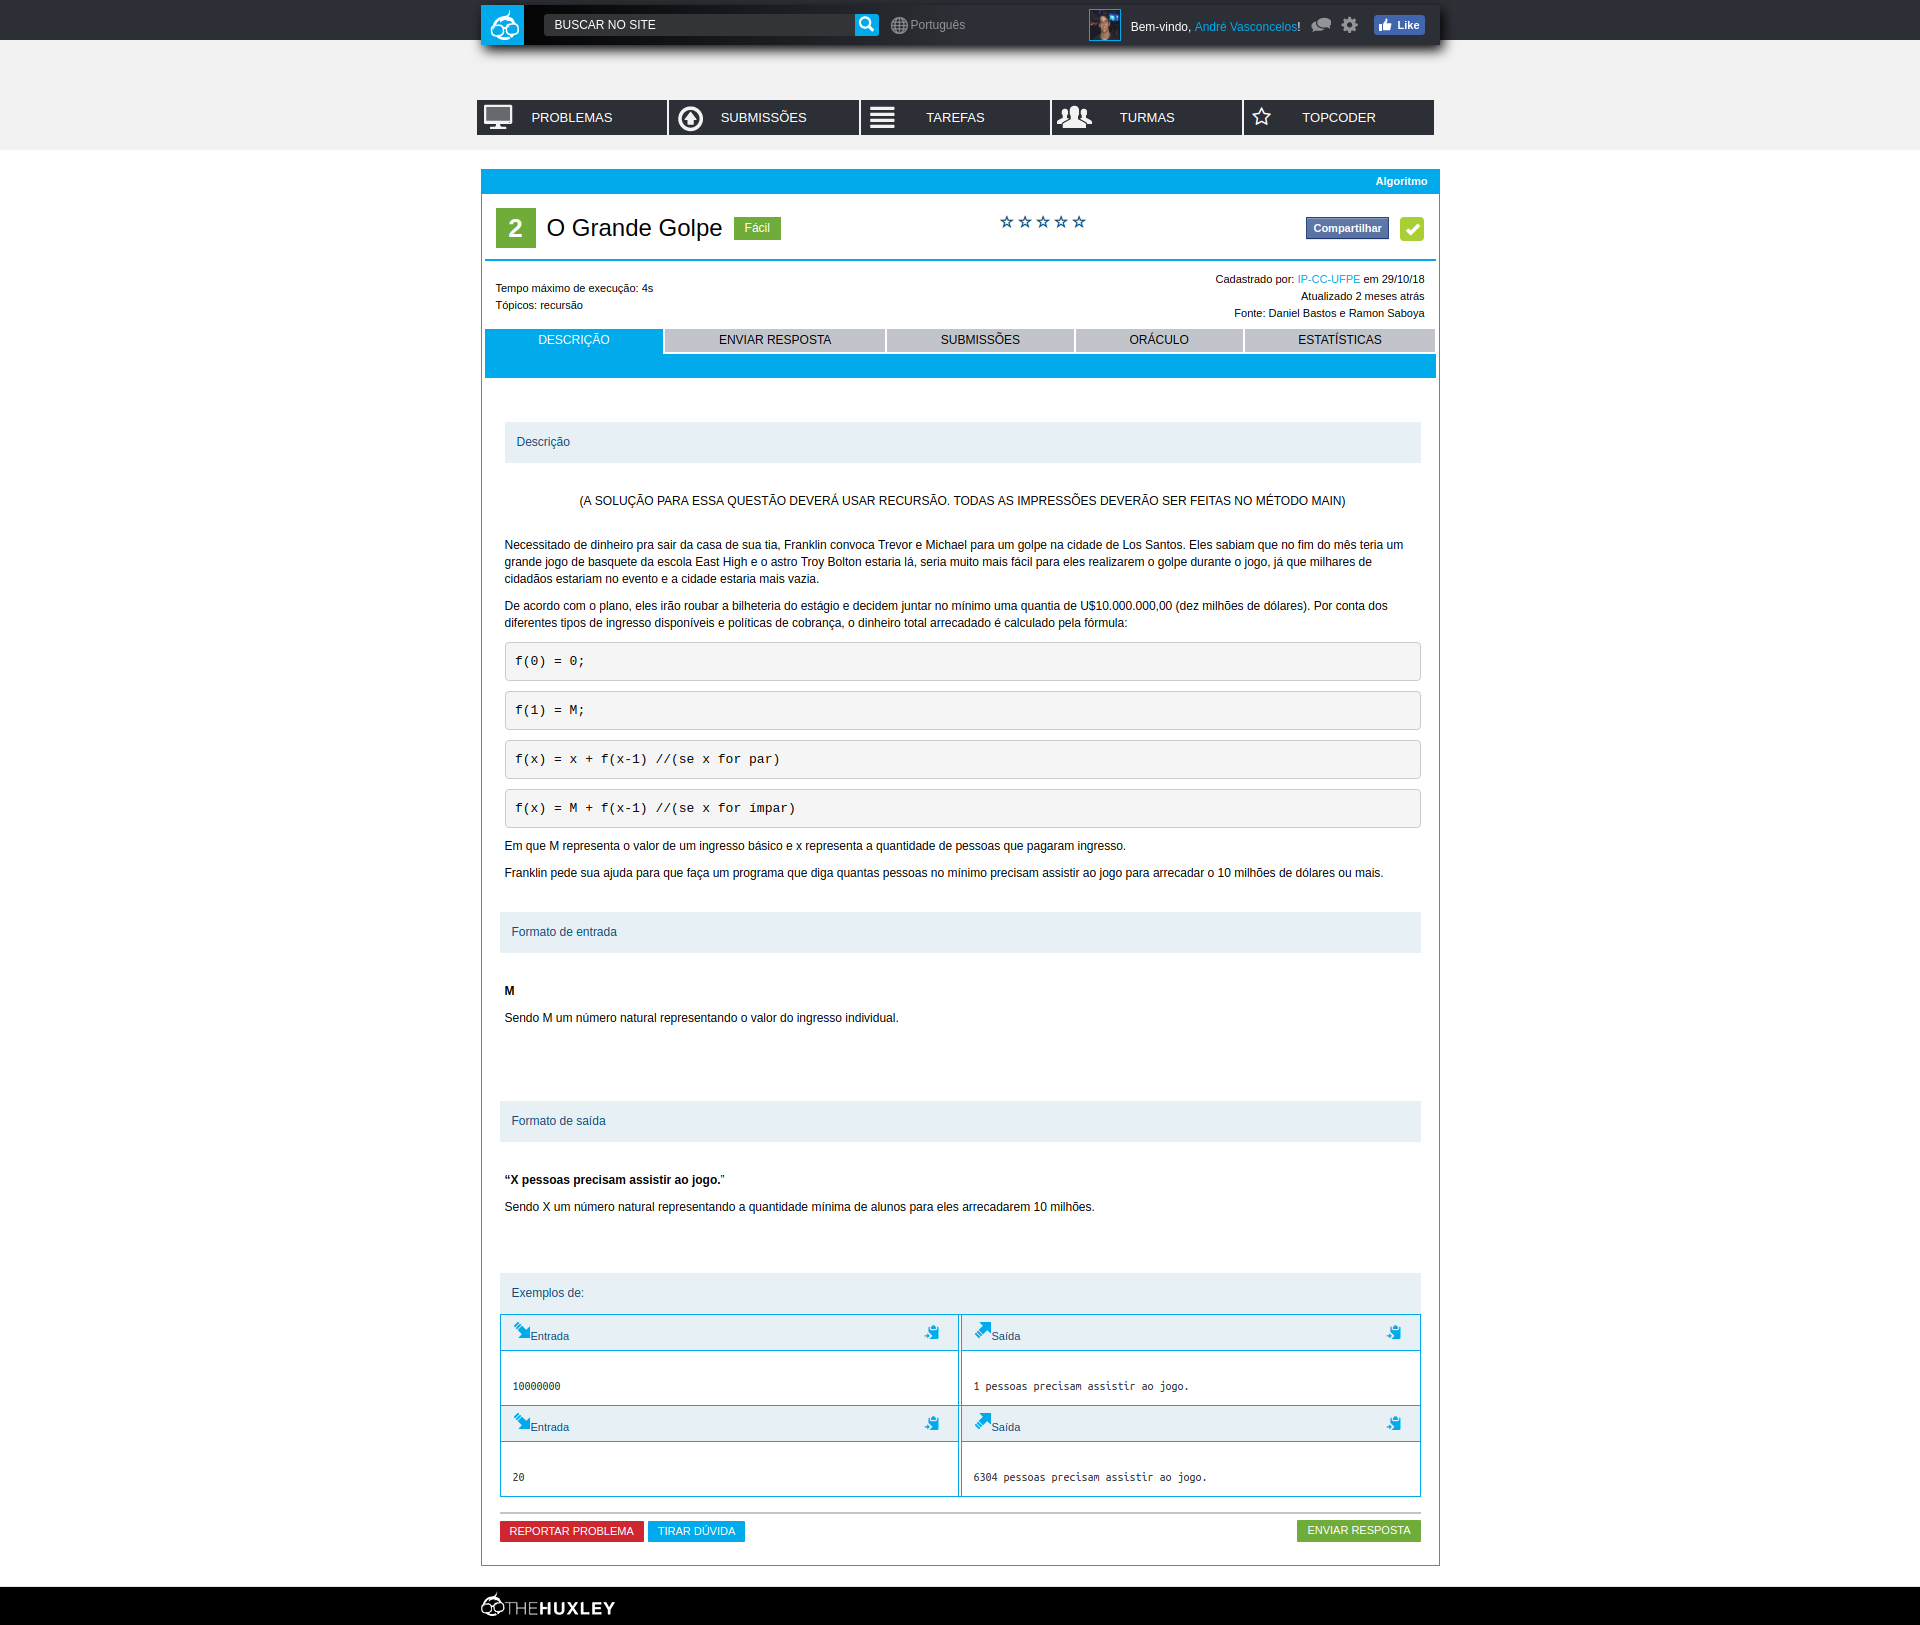 BUSCAR NO SITE
Português
Bem-vindo, André Vasconcelos!
Like
PROBLEMAS
SUBMISSÕES
TAREFAS
TURMAS
TOPCODER
Algoritmo
2
O Grande Golpe
Fácil
Compartilhar
Tempo máximo de execução: 4s
Tópicos: recursão
Cadastrado por: IP-CC-UFPE em 29/10/18
Atualizado 2 meses atrás
Fonte: Daniel Bastos e Ramon Saboya
DESCRIÇÃO
ENVIAR RESPOSTA
SUBMISSÕES
ORÁCULO
ESTATÍSTICAS
Descrição
(A SOLUÇÃO PARA ESSA QUESTÃO DEVERÁ USAR RECURSÃO. TODAS AS IMPRESSÕES DEVERÃO SER FEITAS NO MÉTODO MAIN)
Necessitado de dinheiro pra sair da casa de sua tia, Franklin convoca Trevor e Michael para um golpe na cidade de Los Santos. Eles sabiam que no fim do mês teria um
grande jogo de basquete da escola East High e o astro Troy Bolton estaria lá, seria muito mais fácil para eles realizarem o golpe durante o jogo, já que milhares de
cidadãos estariam no evento e a cidade estaria mais vazia.
De acordo com o plano, eles irão roubar a bilheteria do estágio e decidem juntar no mínimo uma quantia de U$10.000.000,00 (dez milhões de dólares). Por conta dos
diferentes tipos de ingresso disponíveis e políticas de cobrança, o dinheiro total arrecadado é calculado pela fórmula:
f(0) = 0;
f(1) = M;
f(x) = x + f(x-1) //(se x for par)
f(x) = M + f(x-1) //(se x for ímpar)
Em que M representa o valor de um ingresso básico e x representa a quantidade de pessoas que pagaram ingresso.
Franklin pede sua ajuda para que faça um programa que diga quantas pessoas no mínimo precisam assistir ao jogo para arrecadar o 10 milhões de dólares ou mais.
Formato de entrada
M
Sendo M um número natural representando o valor do ingresso individual.
Formato de saída
“X pessoas precisam assistir ao jogo.”
Sendo X um número natural representando a quantidade mínima de alunos para eles arrecadarem 10 milhões.
Exemplos de:
Entrada
Saída
10000000
1 pessoas precisam assistir ao jogo.
Entrada
Saída
20
6304 pessoas precisam assistir ao jogo.
REPORTAR PROBLEMA
TIRAR DÚVIDA
ENVIAR RESPOSTA
THEHUXLEY